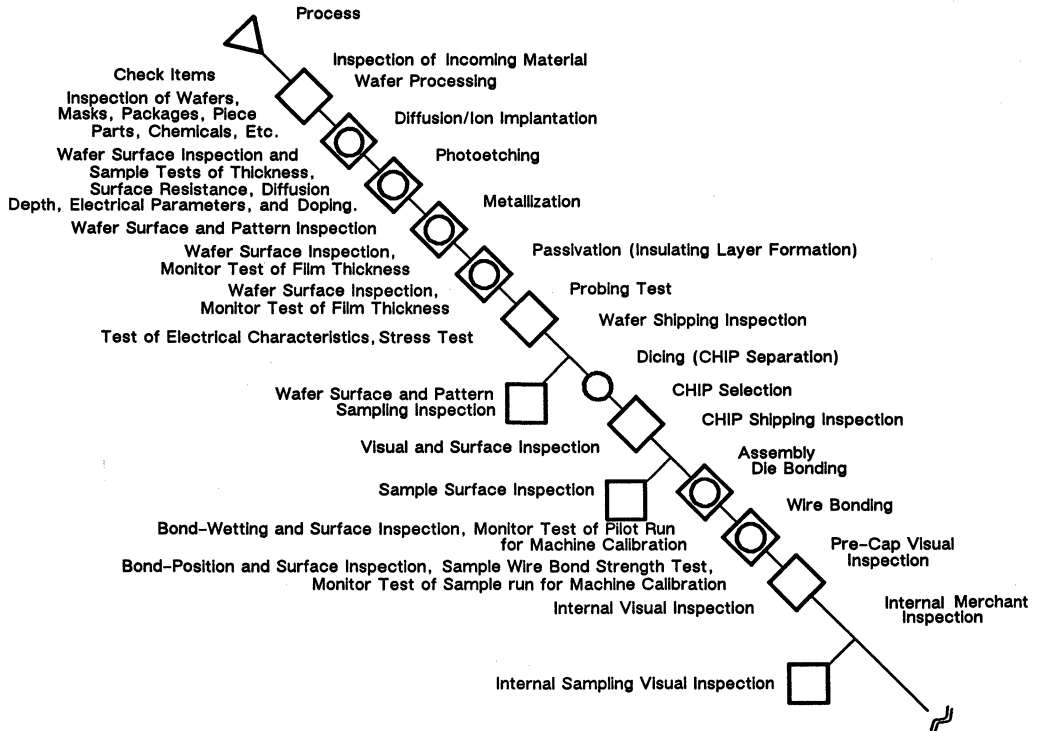 Process
Inspection of Incoming Material
Wafer Processing
Check Items
Inspection of Wafers,
Masks, Packages, Piece
Parts, Chemicals, Etc.
Diffusion/Ion Implantation
Wafer Surface Inspection and
Sample Tests of Thickness,
Surface Resistance, Diffusion
Depth, Electrical Parameters, and Doping.
Photoetching
Wafer Surface and Pattern Inspection
Metallization
Wafer Surface Inspection,
Monitor Test of Film Thickness
Passivation (Insulating Layer Formation)
Wafer Surface Inspection,
Monitor Test of Film Thickness
Probing Test
Test of Electrical Characteristics, Stress Test
Wafer Shipping Inspection
Wafer Surface and Pattern
Sampling Inspection
Dicing (CHIP Separation)
CHIP Selection
Visual and Surface Inspection
CHIP Shipping Inspection
Sample Surface Inspection
Assembly
Die Bonding
Bond-Wetting and Surface Inspection, Monitor Test of Pilot Run
for Machine Calibration
Wire Bonding
Bond-Position and Surface Inspection, Sample Wire Bond Strength Test,
Monitor Test of Sample run for Machine Calibration
Pre-Cap Visual
Inspection
Internal Visual Inspection
Internal Merchant
Inspection
Internal Sampling Visual Inspection